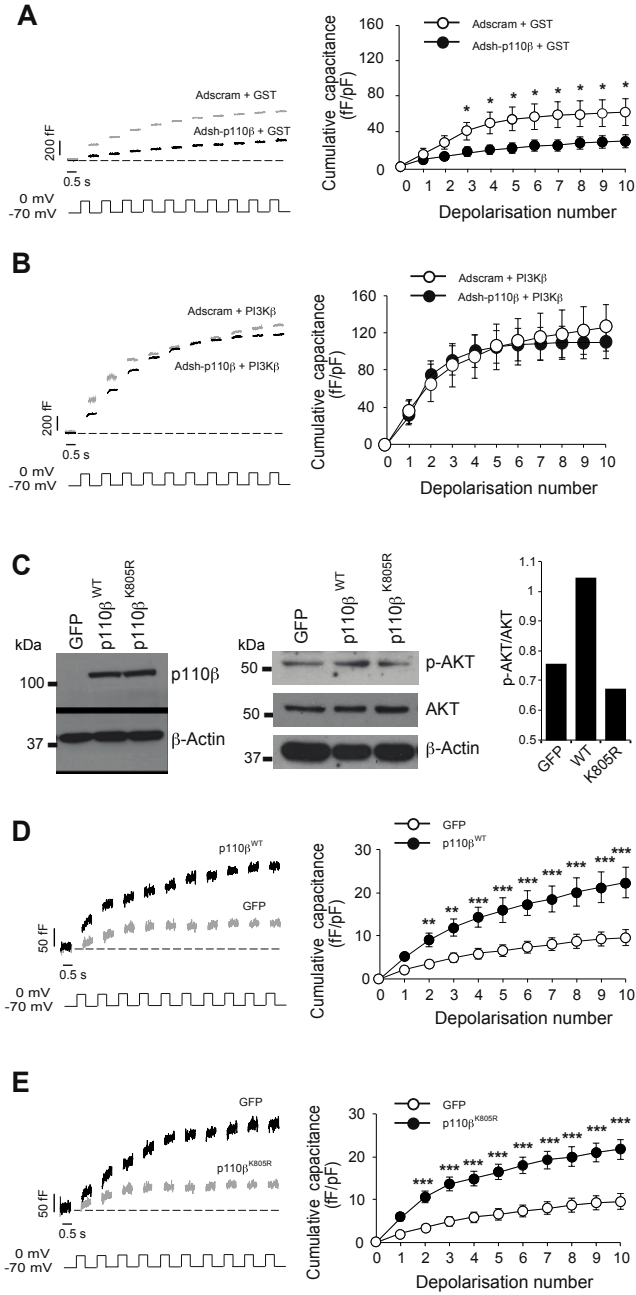 A
Adscram + GST
Adsh-p110β + GST
200 fF
0.5 s
0 mV
-70 mV
Adscram + GST
Adsh-p110β + GST
Cumulative capacitance
(fF/pF)
160
120
80
40
0
* * * * * * * *
0 1 2 3 4 5 6 7 8 9 10
Depolarisation number
B
Adscram + PI3Kβ
Adsh-p110β + PI3Kβ
200 fF
0.5 s
0 mV
-70 mV
Adscram + PI3Kβ
Adsh-p110β + PI3Kβ
Cumulative capacitance
(fF/pF)
160
120
80
40
0
0 1 2 3 4 5 6 7 8 9 10
Depolarisation number
C
kDa
GFP
p110β^WT
p110β^K805R
100
37
p110β
β-Actin
kDa
GFP
p110β^WT
p110β^K805R
50
50
37
p-AKT
AKT
β-Actin
p-AKT/AKT
1.1
1
0.9
0.8
0.7
0.6
0.5
GFP
WT
K805R
D
p110β^WT
GFP
50 fF
0.5 s
0 mV
-70 mV
GFP
p110β^WT
Cumulative capacitance
(fF/pF)
30
20
10
0
** ** *** *** *** *** *** *** ***
0 1 2 3 4 5 6 7 8 9 10
Depolarisation number
E
GFP
p110β^K805R
50 fF
0.5 s
0 mV
-70 mV
GFP
p110β^K805R
Cumulative capacitance
(fF/pF)
30
20
10
0
*** *** *** *** *** *** *** *** ***
0 1 2 3 4 5 6 7 8 9 10
Depolarisation number